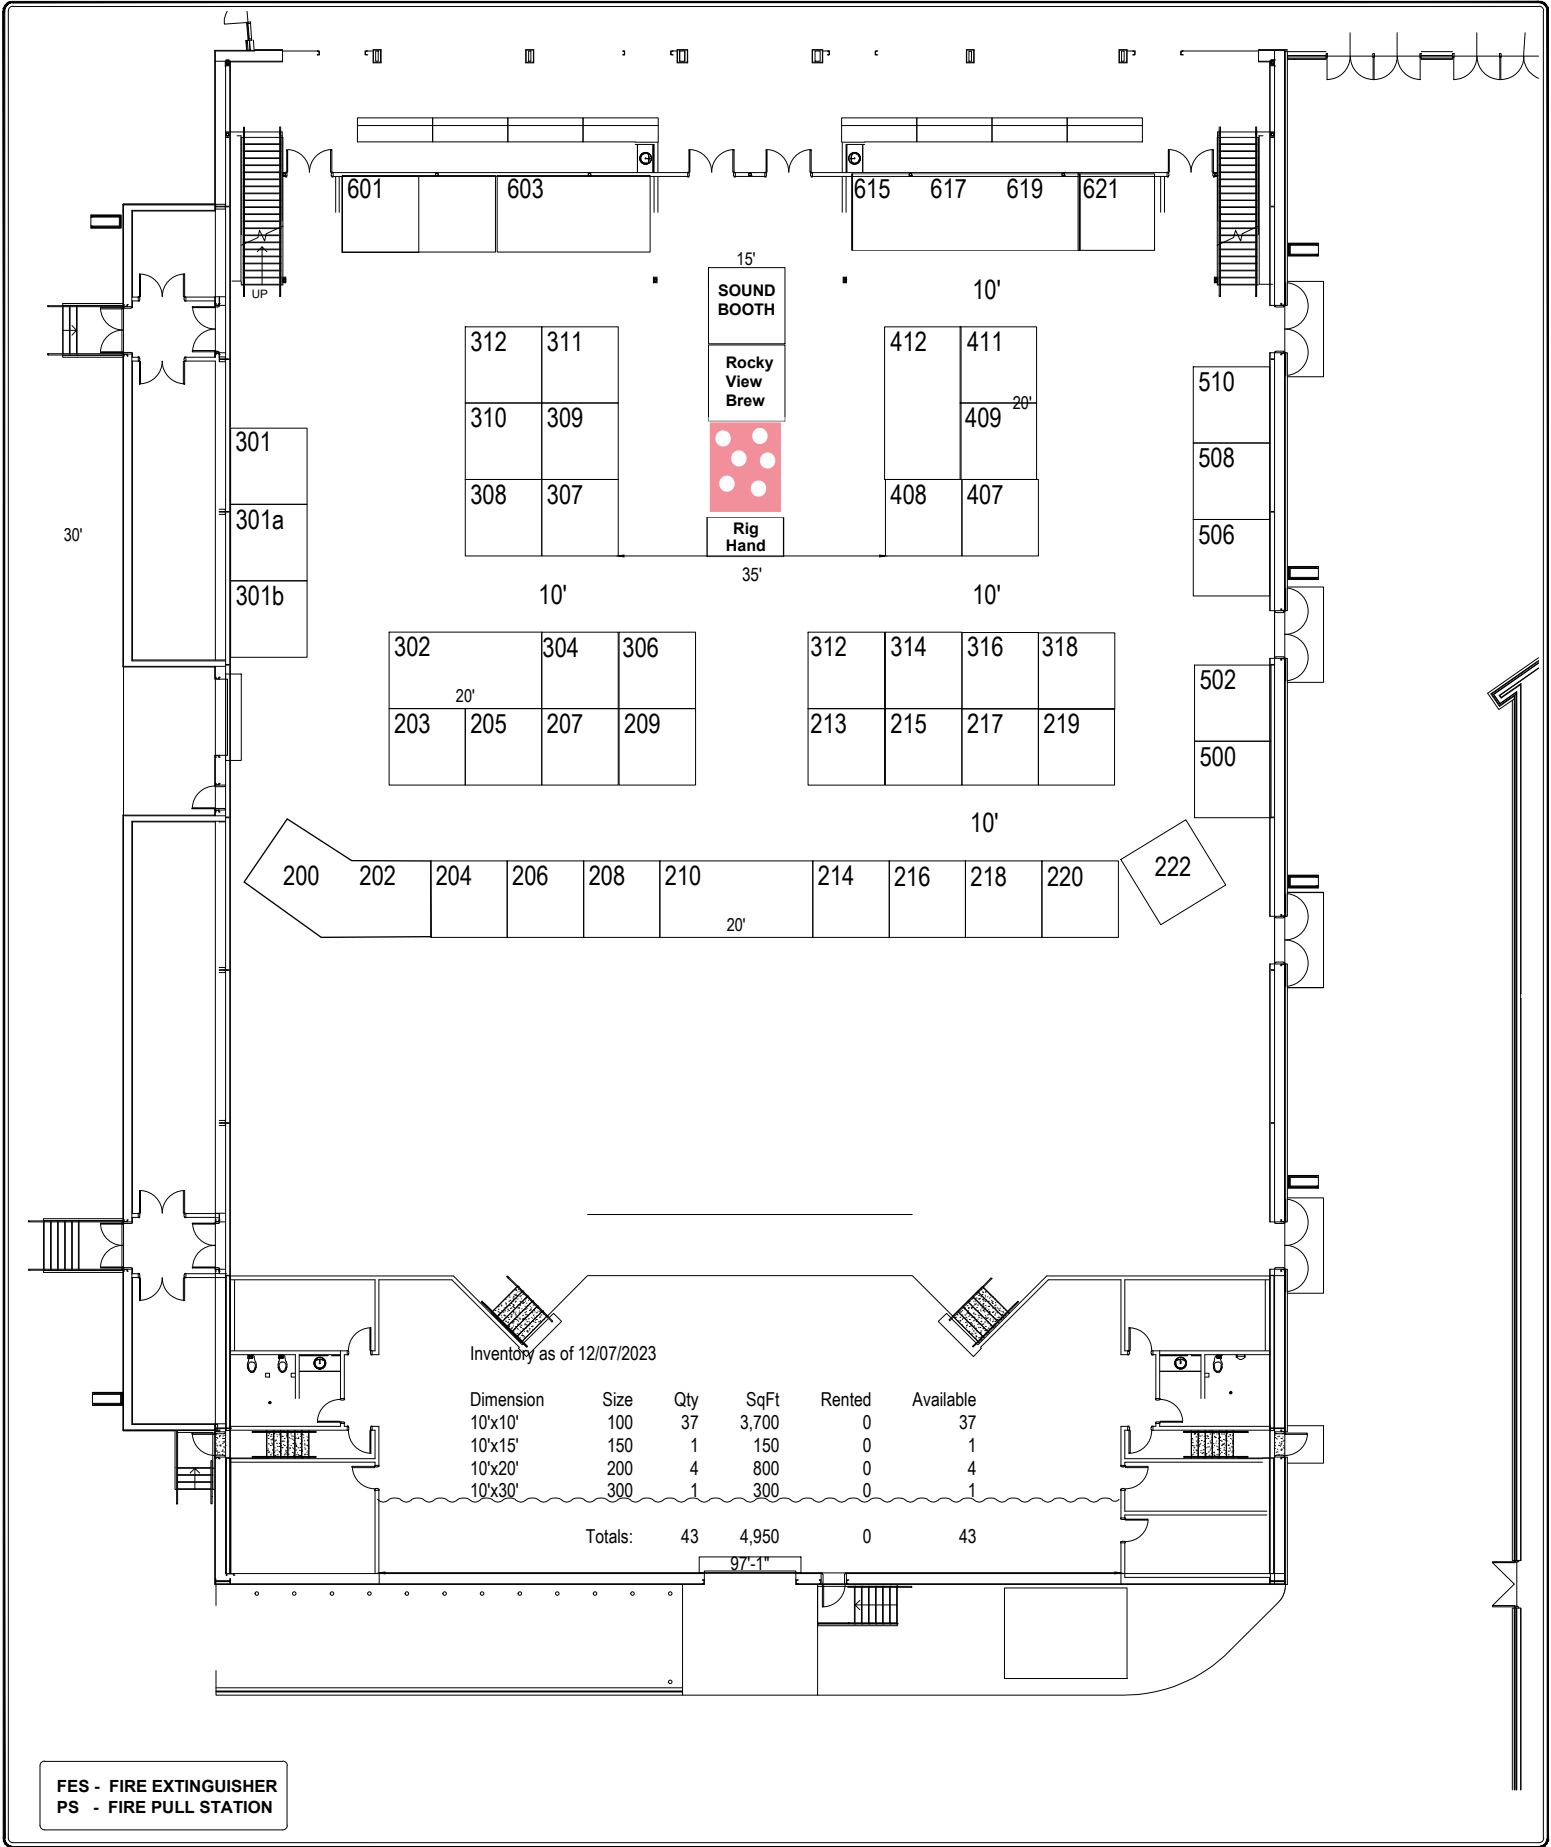 601 603 615 617 619 621
15'
SOUND
BOOTH
10'
UP
312 311
Rocky
View
Brew
412 411
510
20'
310 309
409
301
508
308 307
408 407
301a
Rig
Hand
506
30'
35'
301b
10' 10'
302 304 306
312 314 316 318
502
20'
203 205 207 209
213 215 217 219
500
10'
200 202 204 206 208 210 214 216 218 220 222
20'
Inventory as of 12/07/2023
Dimension Size Qty SqFt Rented Available
10'x10' 100 37 3,700 0 37
10'x15' 150 1 150 0 1
10'x20' 200 4 800 0 4
10'x30' 300 1 300 0 1
Totals: 43 4,950 0 43
97'-1"
FES - FIRE EXTINGUISHER
PS - FIRE PULL STATION